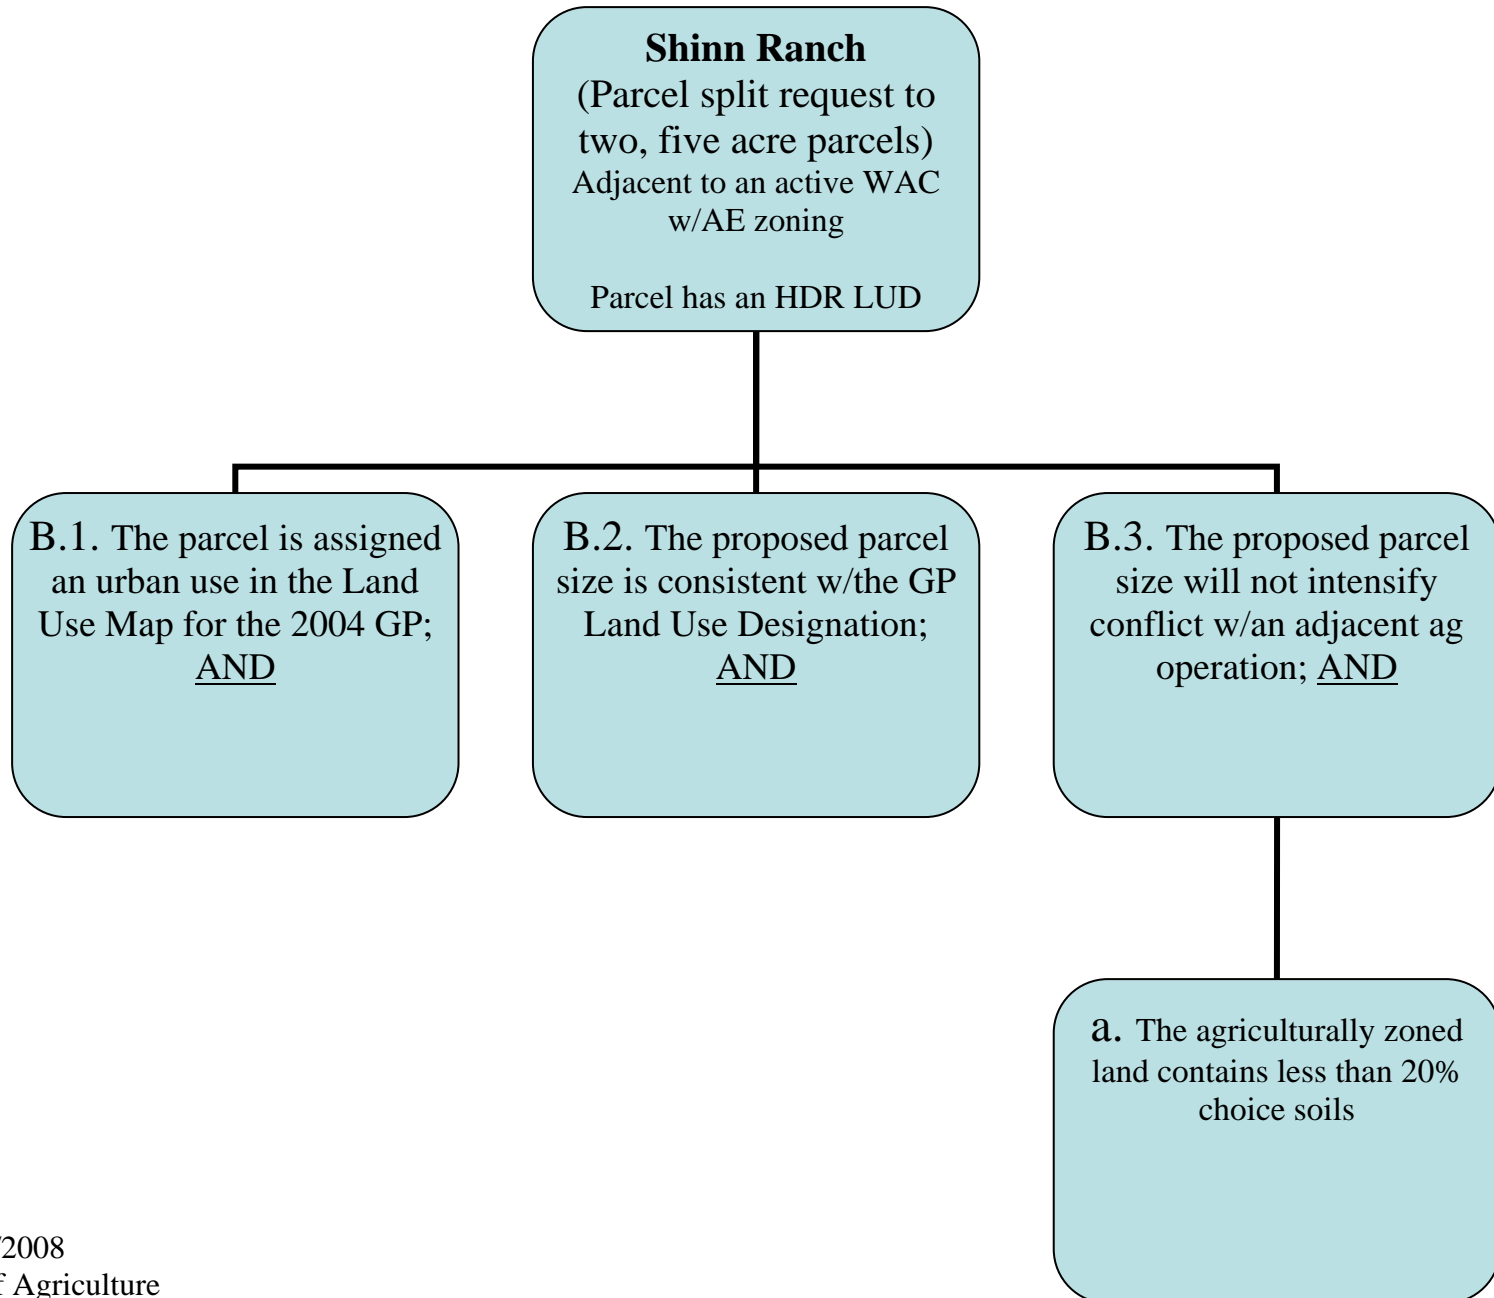 Shinn Ranch
(Parcel split request to
two, five acre parcels)
Adjacent to an active WAC
w/AE zoning
Parcel has an HDR LUD
B.1. The parcel is assigned
an urban use in the Land
Use Map for the 2004 GP;
AND
B.2. The proposed parcel
size is consistent w/the GP
Land Use Designation;
AND
B.3. The proposed parcel
size will not intensify
conflict w/an adjacent ag
operation; AND
a. The agriculturally zoned
land contains less than 20%
choice soils
/2008
f Agriculture